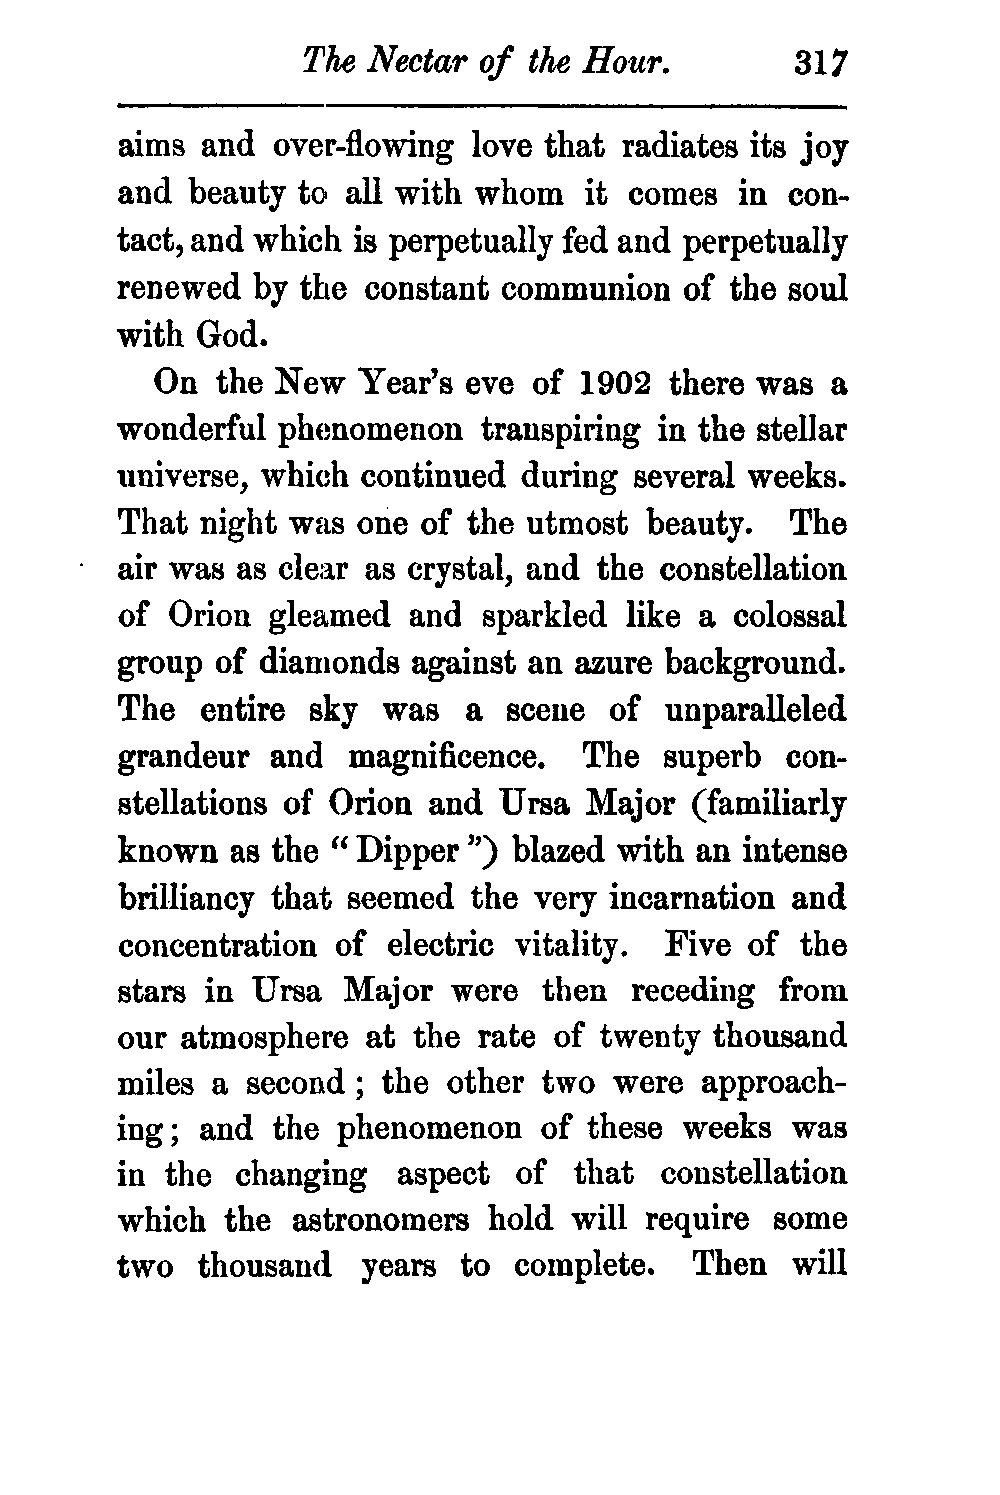 The Nectar of the Hour. 317
aims and over-flowing love that radiates its joy
and beauty to all with whom it comes in con-
tact, and which is perpetually fed and perpetually
renewed by the constant communion of the soul
with God.
On the New Year's eve of 1902 there was a
wonderful phenomenon transpiring in the stellar
universe, which continued during several weeks.
That night was one of the utmost beauty. The
air was as clear as crystal, and the constellation
of Orion gleamed and sparkled like a colossal
group of diamonds against an azure background.
The entire sky was a scene of unparalleled
grandeur and magnificence. The superb con-
stellations of Orion and Ursa Major (familiarly
known as the “ Dipper ”) blazed with an intense
brilliancy that seemed the very incarnation and
concentration of electric vitality. Five of the
stars in Ursa Major were then receding from
our atmosphere at the rate of twenty thousand
miles a second ; the other two were approach-
ing ; and the phenomenon of these weeks was
in the changing aspect of that constellation
which the astronomers hold will require some
two thousand years to complete. Then will